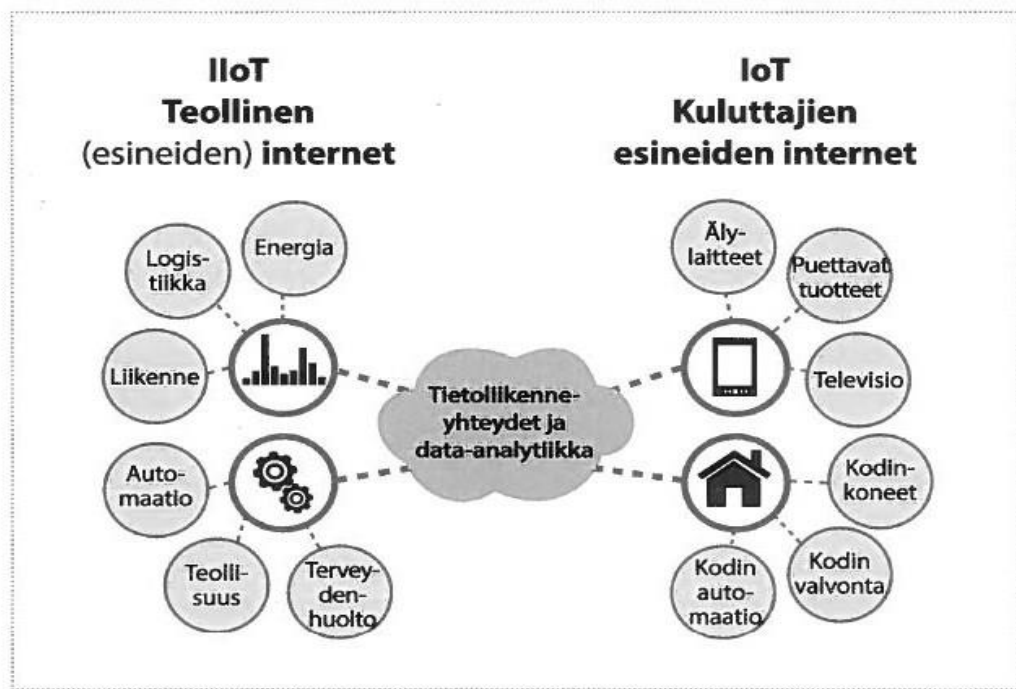 IIoT
Teollinen
(esineiden) internet
IoT
Kuluttajien
esineiden internet
Energia
Logis-
tiikka
Liikenne
Auto-
maatio
Teolli-
suus
Tervey-
den-
huolto
Tietoliikenne-
yhteydet ja
data-analytiikka
Äly-
laitteet
Puettavat
tuotteet
Televisio
Kodin-
koneet
Kodin
valvonta
Kodin
auto-
maatio